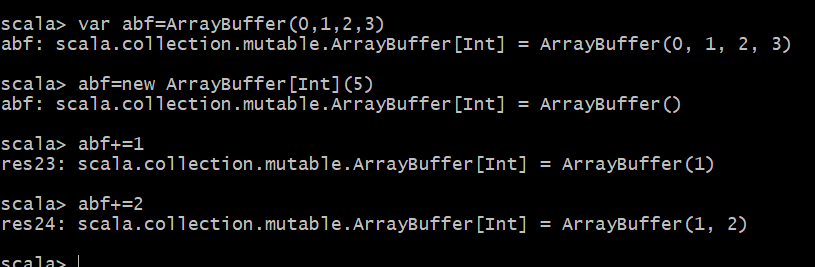 scala> var abf=ArrayBuffer(0,1,2,3)
abf: scala.collection.mutable.ArrayBuffer[Int] = ArrayBuffer(0, 1, 2, 3)
scala> abf=new ArrayBuffer[Int](5)
abf: scala.collection.mutable.ArrayBuffer[Int] = ArrayBuffer()
scala> abf+=1
res23: scala.collection.mutable.ArrayBuffer[Int] = ArrayBuffer(1)
scala> abf+=2
res24: scala.collection.mutable.ArrayBuffer[Int] = ArrayBuffer(1, 2)
scala>